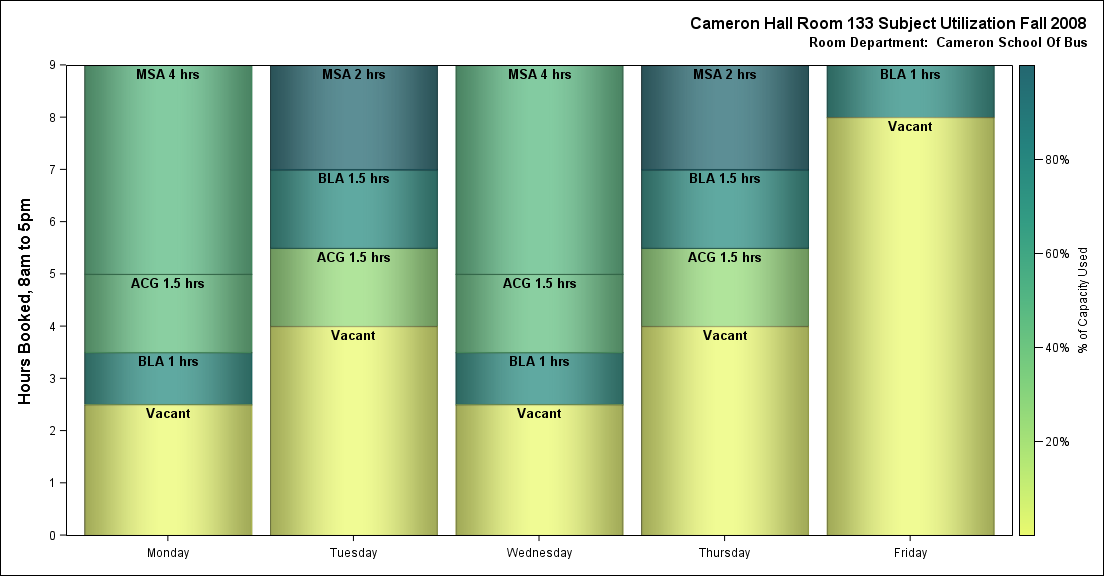 Cameron Hall Room 133 Subject Utilization Fall 2008
Room Department:  Cameron School Of Bus
Hours Booked, 8am to 5pm
9
8
7
6
5
4
3
2
1
0
MSA 4 hrs
ACG 1.5 hrs
BLA 1 hrs
Vacant
Monday
MSA 2 hrs
BLA 1.5 hrs
ACG 1.5 hrs
Vacant
Tuesday
MSA 4 hrs
ACG 1.5 hrs
BLA 1 hrs
Vacant
Wednesday
MSA 2 hrs
BLA 1.5 hrs
ACG 1.5 hrs
Vacant
Thursday
BLA 1 hrs
Vacant
Friday
80%
60%
40%
20%
% of Capacity Used